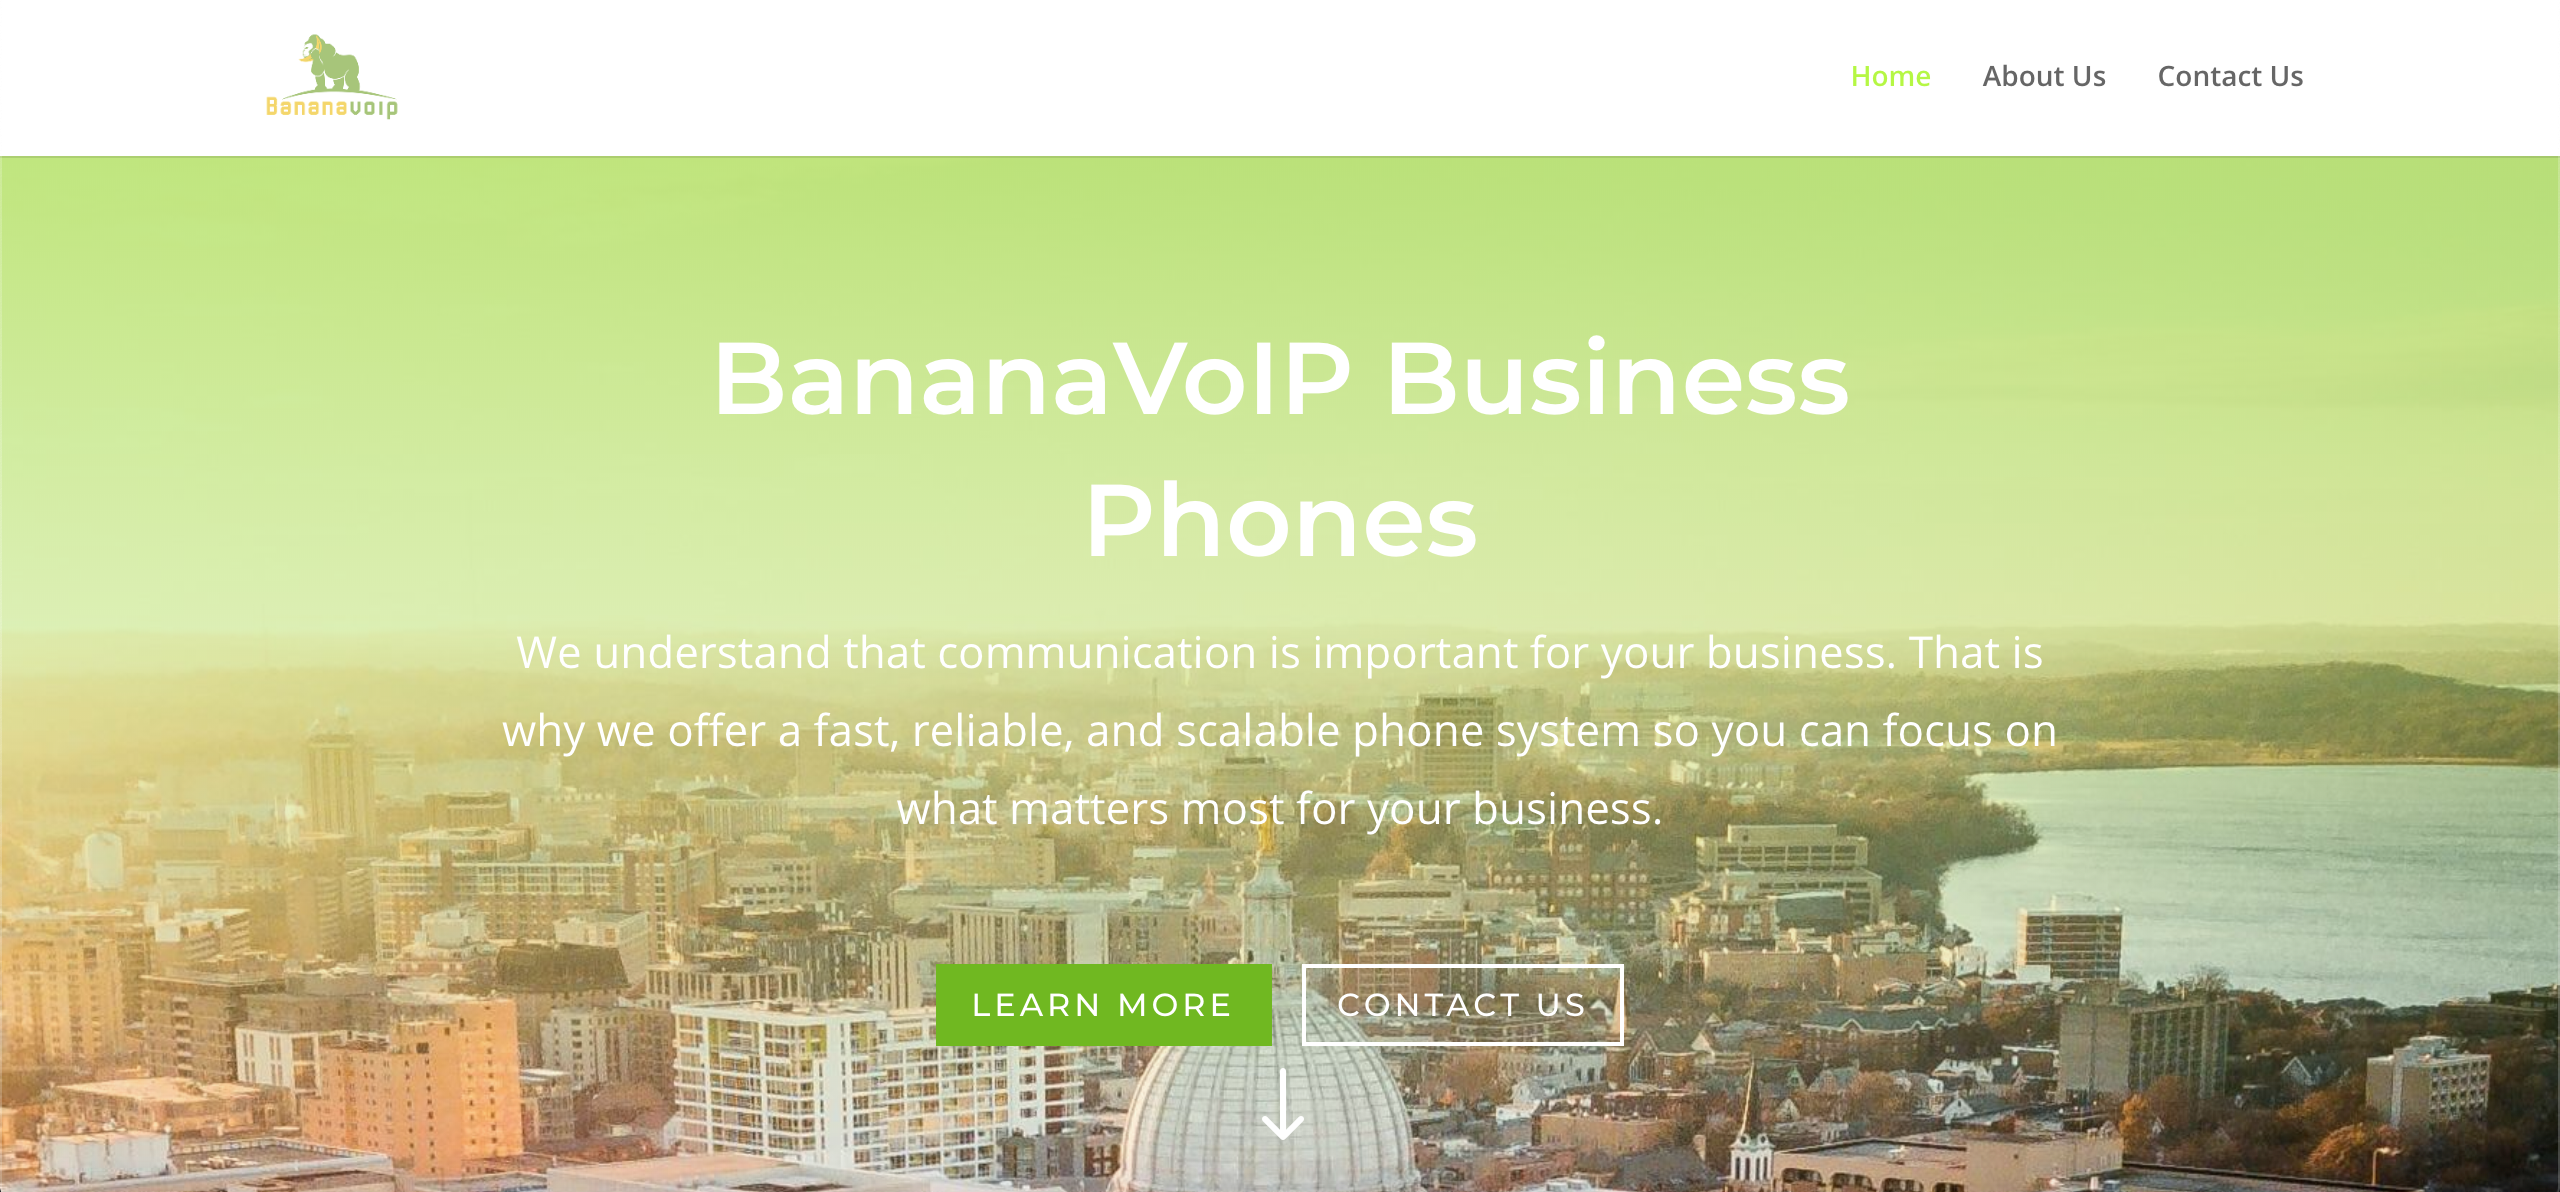 Bananavoip
Home
About Us
Contact Us
BananaVoIP Business
Phones
We understand that communication is important for your business. That is
why we offer a fast, reliable, and scalable phone system so you can focus on
what matters most for your business.
LEARN MORE
CONTACT US